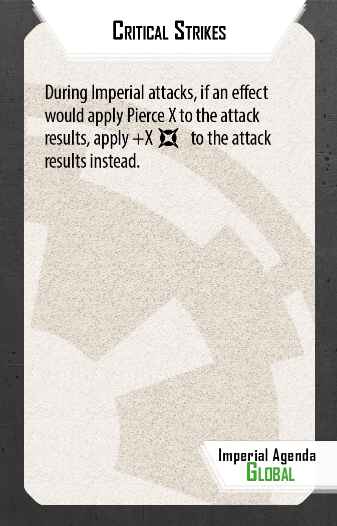 Critical Strikes
During Imperial attacks, if an effect
would apply Pierce X to the attack
results, apply +X to the attack
results instead.
Imperial Agenda
Global